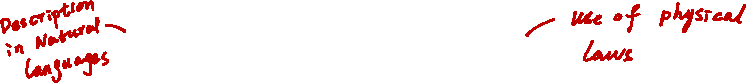 Description
in Natural
Languages
use of physical
laws